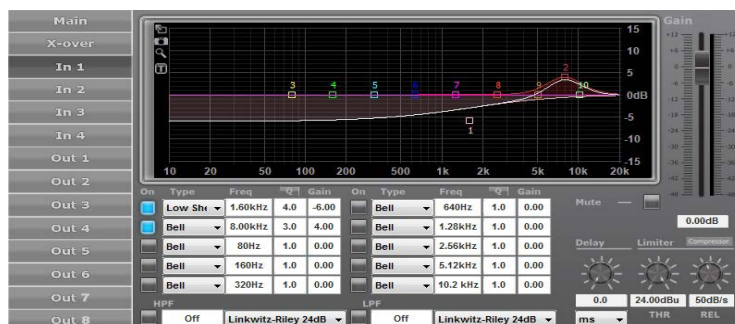 Main
X-over
In 1
In 2
In 3
In 4
Out 1
Out 2
Out 3
Out 4
Out 5
Out 6
Out 7
Out 8
T
15
10
5
0dB
-5
-10
-15
3 4 5 6 7 8 9 10
2
1
10 20 50 100 200 500 1k 2k 5k 10k 20k
On Type Freq Q Gain On Type Freq Q Gain
Low She 1.60kHz 4.0 -6.00 Bell 640Hz 1.0 0.00
Bell 8.00kHz 3.0 4.00 Bell 1.28kHz 1.0 0.00
Bell 80Hz 1.0 0.00 Bell 2.56kHz 1.0 0.00
Bell 160Hz 1.0 0.00 Bell 5.12kHz 1.0 0.00
Bell 320Hz 1.0 0.00 Bell 10.2 kHz 1.0 0.00
HPF LPF
Off Linkwitz-Riley 24dB Off Linkwitz-Riley 24dB
Gain
Mute
0.00dB
Delay Limiter Compressor
0.0 24.00dBu 50dB/s
ms THR REL